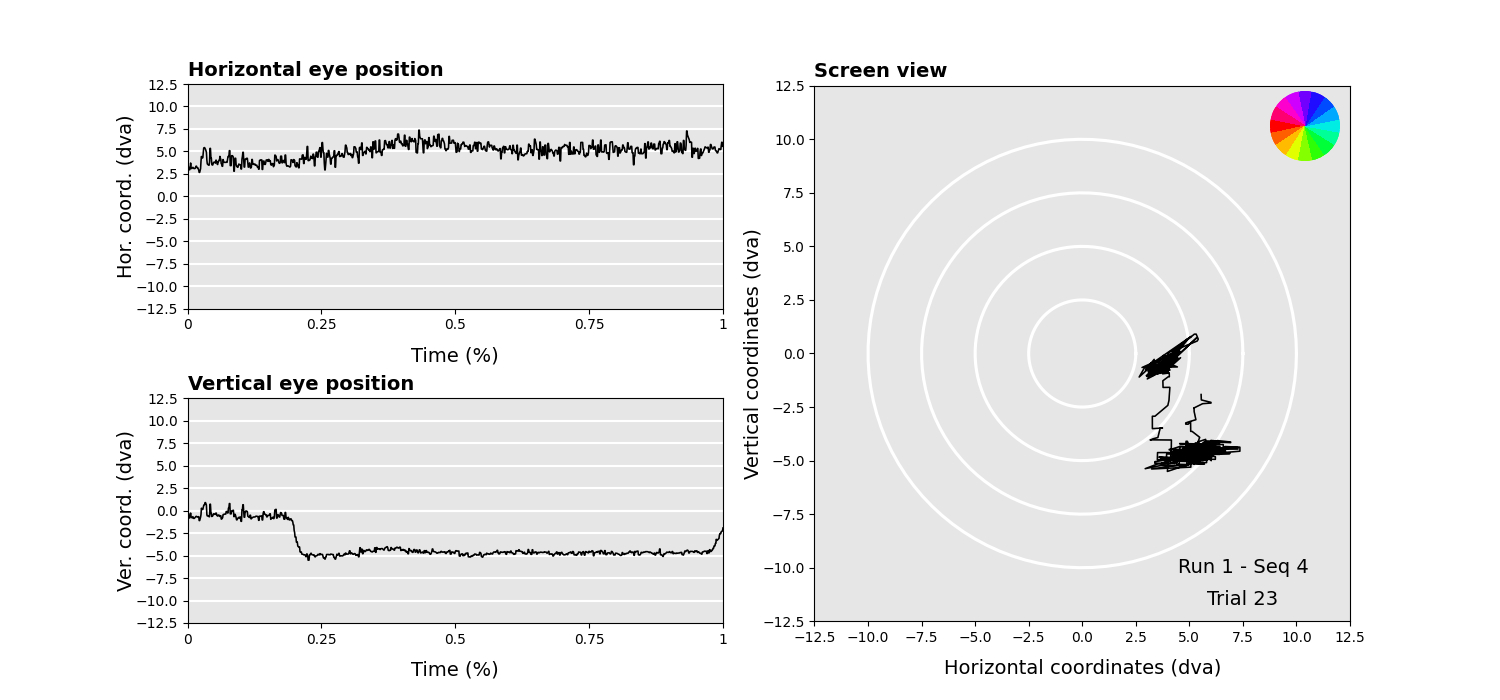 Horizontal eye position
Hor. coord. (dva)
12.5
10.0
7.5
5.0
2.5
0.0
−2.5
−5.0
−7.5
−10.0
−12.5
0 0.25 0.5 0.75 1
Time (%)
Vertical eye position
Ver. coord. (dva)
12.5
10.0
7.5
5.0
2.5
0.0
−2.5
−5.0
−7.5
−10.0
−12.5
0 0.25 0.5 0.75 1
Time (%)
Screen view
Vertical coordinates (dva)
12.5
10.0
7.5
5.0
2.5
0.0
−2.5
−5.0
−7.5
−10.0
−12.5
Run 1 - Seq 4
Trial 23
−12.5 −10.0 −7.5 −5.0 −2.5 0.0 2.5 5.0 7.5 10.0 12.5
Horizontal coordinates (dva)